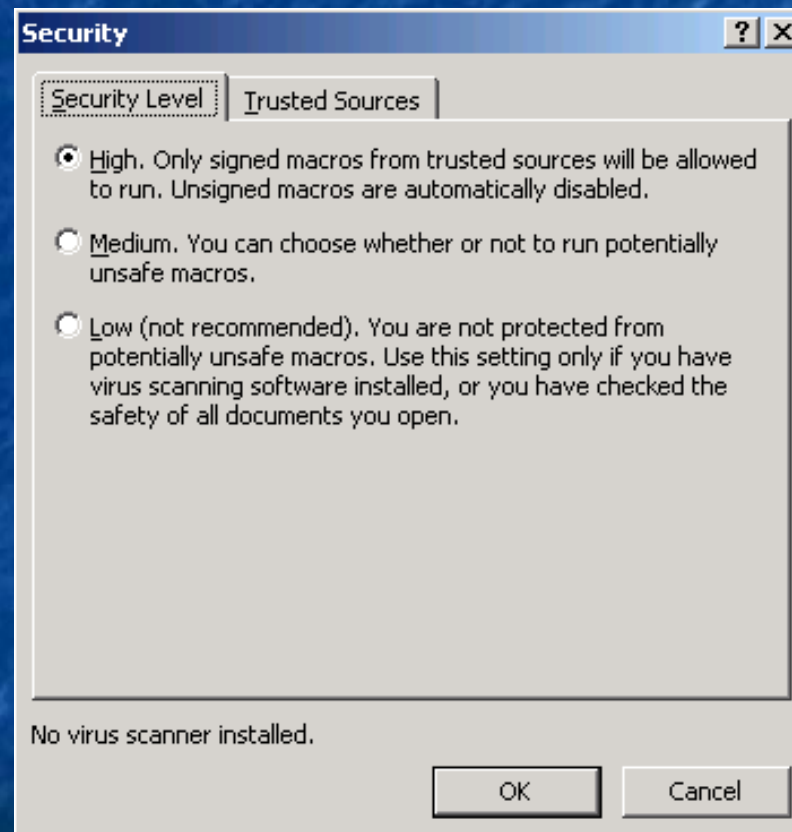 Security
Security Level
Trusted Sources
High. Only signed macros from trusted sources will be allowed
to run. Unsigned macros are automatically disabled.
Medium. You can choose whether or not to run potentially
unsafe macros.
Low (not recommended). You are not protected from
potentially unsafe macros. Use this setting only if you have
virus scanning software installed, or you have checked the
safety of all documents you open.
No virus scanner installed.
OK
Cancel